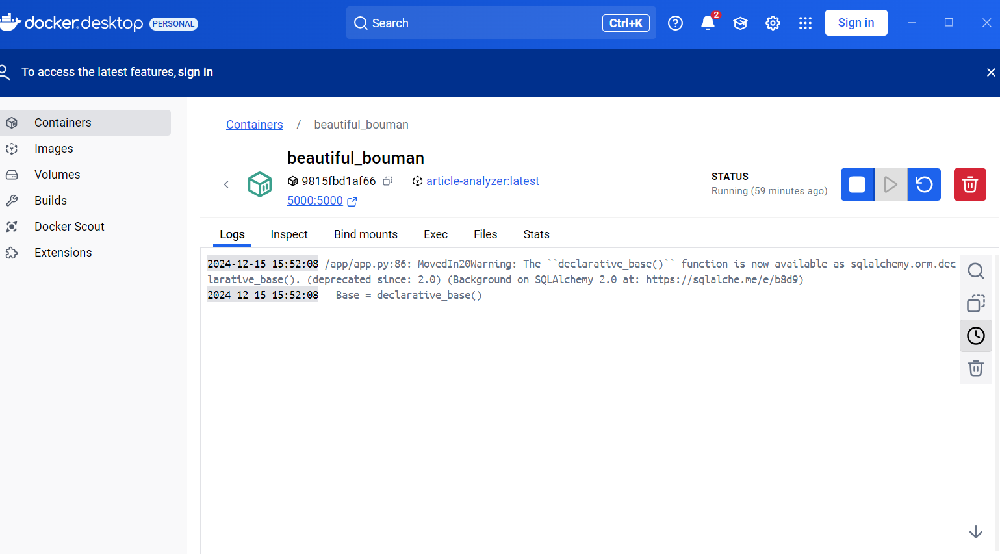 docker.desktop PERSONAL
Search Ctrl+K
2
Sign in
To access the latest features, sign in
Containers
Images
Volumes
Builds
Docker Scout
Extensions
Containers / beautiful_bouman
beautiful_bouman
9815fbd1af66 article-analyzer:latest
5000:5000
STATUS
Running (59 minutes ago)
Logs Inspect Bind mounts Exec Files Stats
2024-12-15 15:52:08 /app/app.py:86: MovedIn20Warning: The ``declarative_base()`` function is now available as sqlalchemy.orm.dec
larative_base(). (deprecated since: 2.0) (Background on SQLAlchemy 2.0 at: https://sqlalche.me/e/b8d9)
2024-12-15 15:52:08 Base = declarative_base()